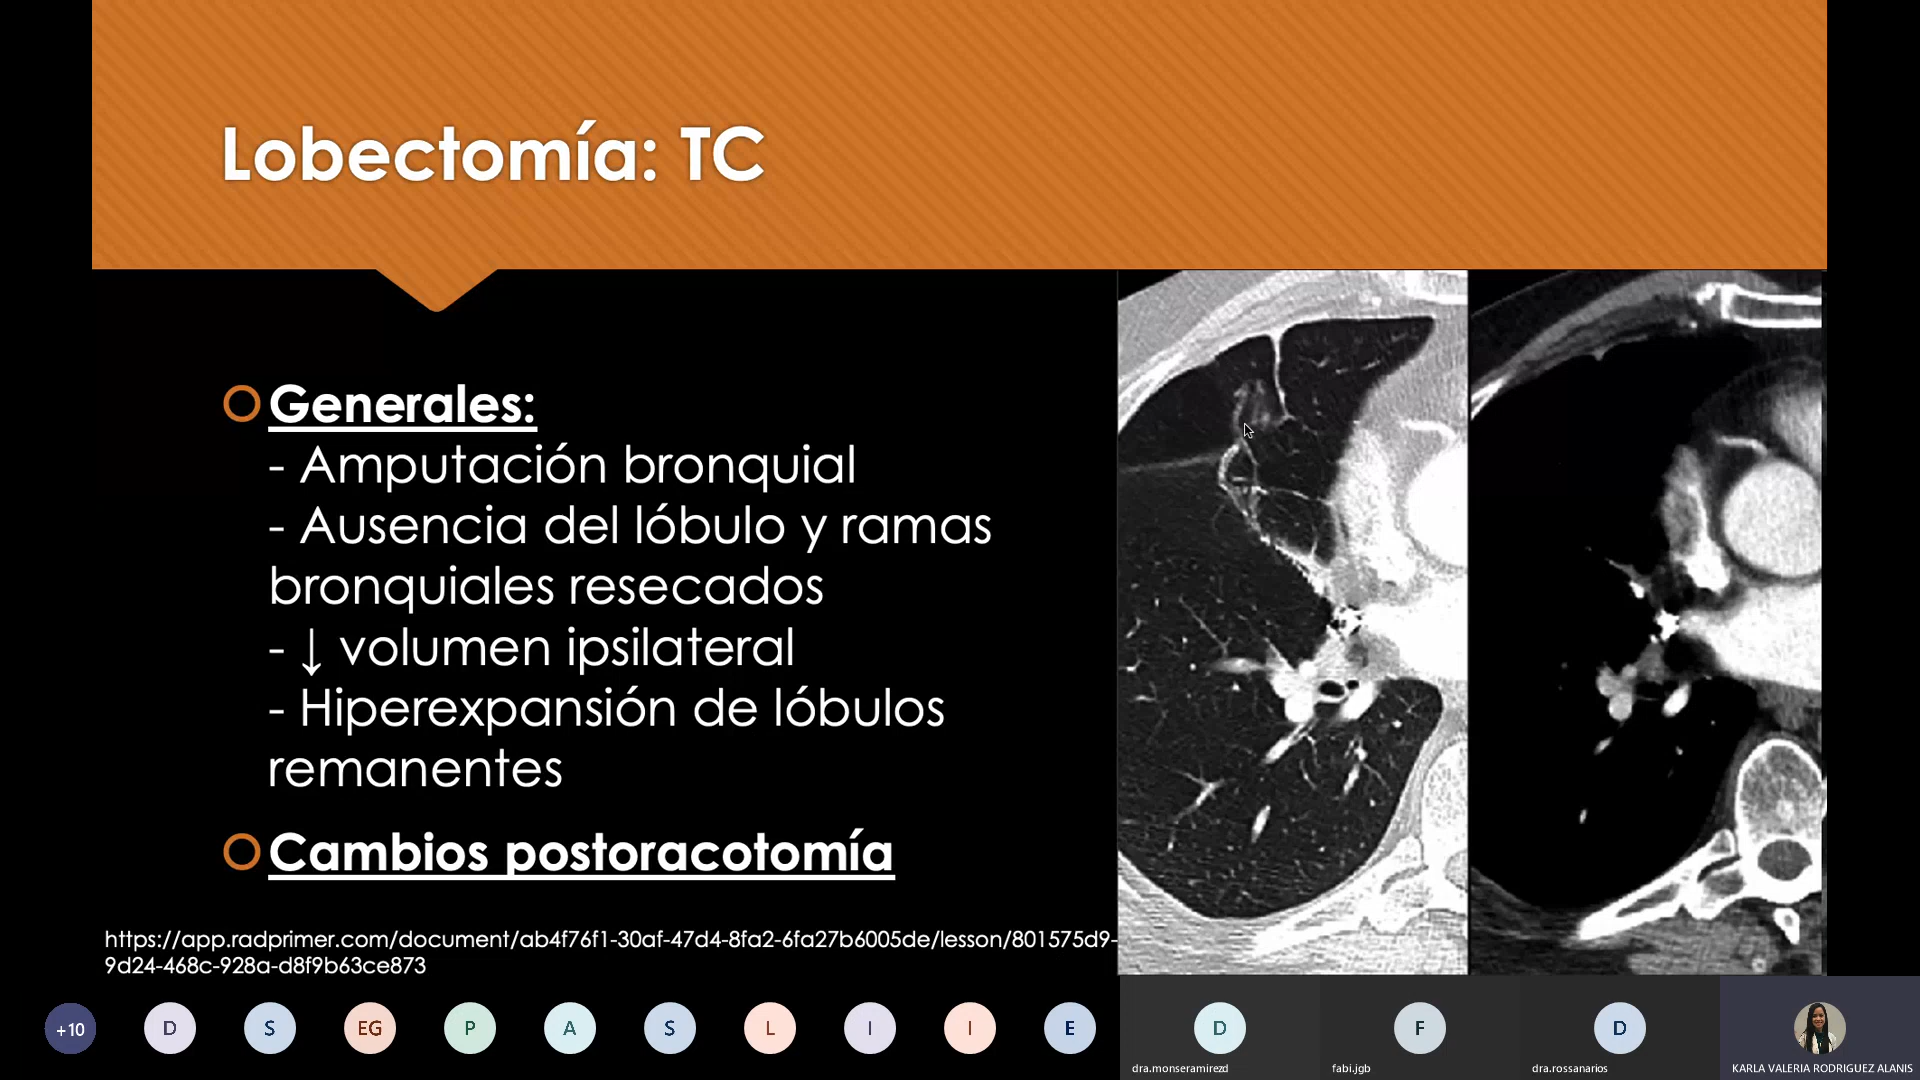 Lobectomía: TC
Generales:
- Amputación bronquial
- Ausencia del lóbulo y ramas
bronquiales resecados
- ↓ volumen ipsilateral
- Hiperexpansión de lóbulos
remanentes
Cambios postoracotomía
https://app.radprimer.com/document/ab4f76f1-30af-47d4-8fa2-6fa27b6005de/lesson/801575d9-
9d24-468c-928a-d8f9b63ce873
+10
D
S
EG
P
A
S
L
I
I
E
D
F
D
dra.monseramirezd
fabi.jgb
dra.rossanarios
KARLA VALERIA RODRIGUEZ ALANIS